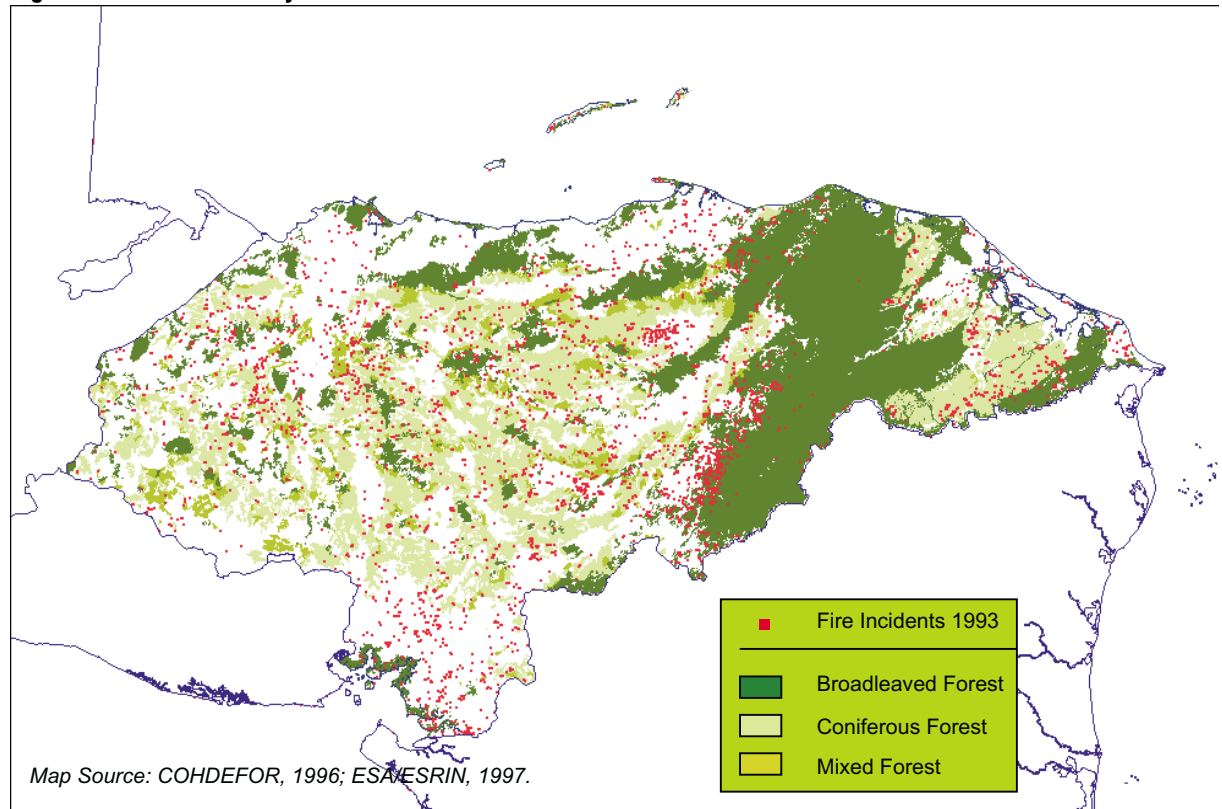 Fire Incidents 1993
Broadleaved Forest
Coniferous Forest
Mixed Forest
Map Source: COHDEFOR, 1996; ESA/ESRIN, 1997.